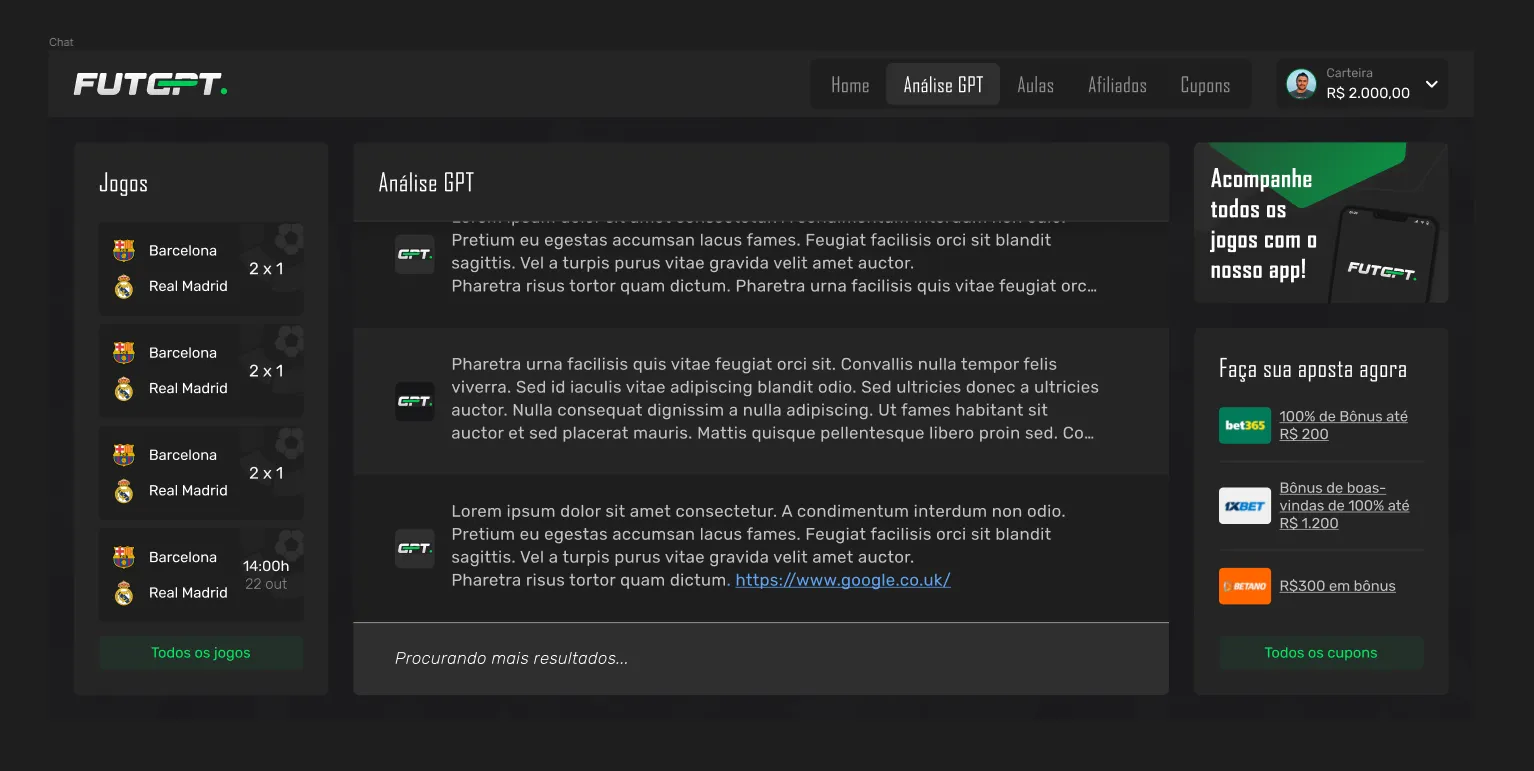 Chat
FUTGPT.
Home
Análise GPT
Aulas
Afiliados
Cupons
Carteira
R$ 2.000,00
Jogos
Barcelona
2 x 1
Real Madrid
Barcelona
2 x 1
Real Madrid
Barcelona
2 x 1
Real Madrid
Barcelona
14:00h
22 out
Real Madrid
Todos os jogos
Análise GPT
Lorem ipsum dolor sit amet consectetur. A condimentum interdum non odio.
GPT.
Pretium eu egestas accumsan lacus fames. Feugiat facilisis orci sit blandit
sagittis. Vel a turpis purus vitae gravida velit amet auctor.
Pharetra risus tortor quam dictum. Pharetra urna facilisis quis vitae feugiat orc...
GPT.
Pharetra urna facilisis quis vitae feugiat orci sit. Convallis nulla tempor felis
viverra. Sed id iaculis vitae adipiscing blandit odio. Sed ultricies donec a ultricies
auctor. Nulla consequat dignissim a nulla adipiscing. Ut fames habitant sit
auctor et sed placerat mauris. Mattis quisque pellentesque libero proin sed. Co...
GPT.
Lorem ipsum dolor sit amet consectetur. A condimentum interdum non odio.
Pretium eu egestas accumsan lacus fames. Feugiat facilisis orci sit blandit
sagittis. Vel a turpis purus vitae gravida velit amet auctor.
Pharetra risus tortor quam dictum. https://www.google.co.uk/
Procurando mais resultados...
Acompanhe
todos os
jogos com o
nosso app!
FUTGPT.
Faça sua aposta agora
bet365
100% de Bônus até
R$ 200
1XBET
Bônus de boas-
vindas de 100% até
R$ 1.200
BETANO
R$300 em bônus
Todos os cupons